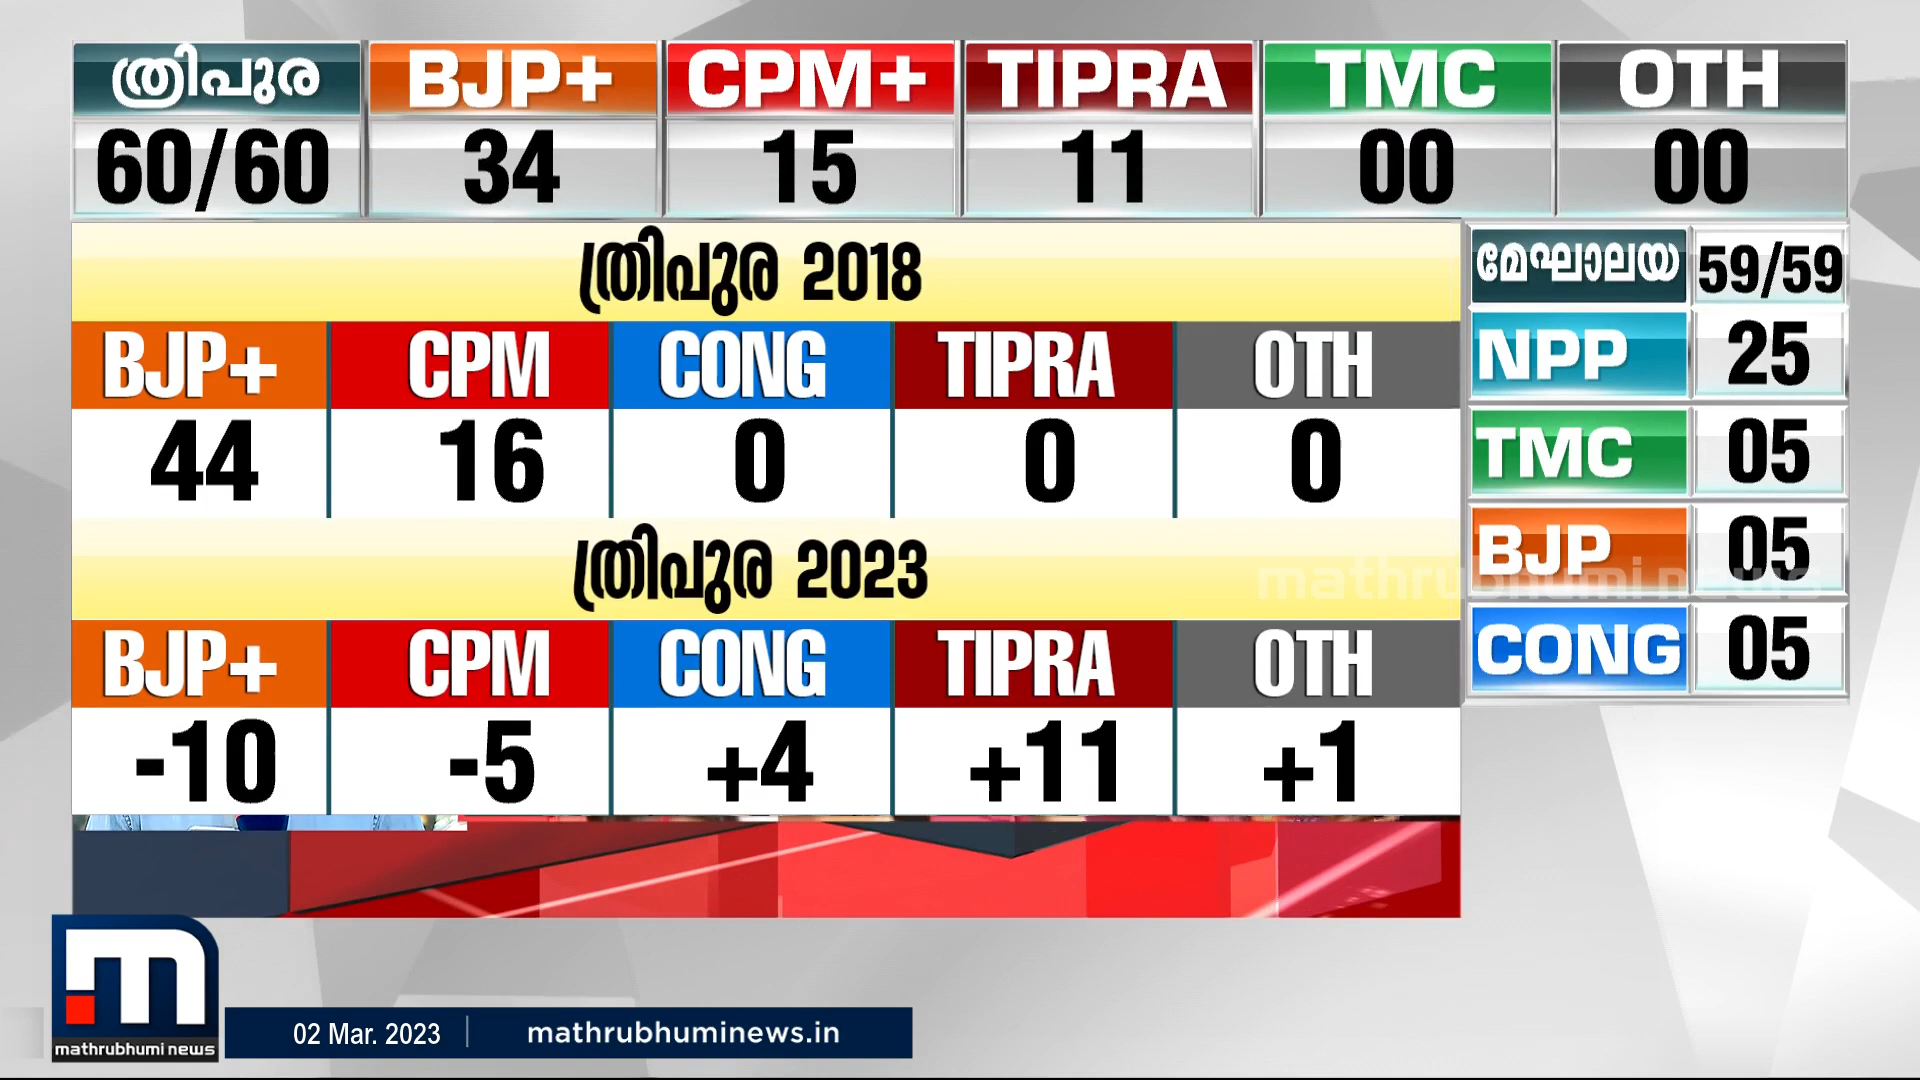 ത്രിപുര BJP+ CPM+ TIPRA TMC OTH
60/60 34 15 11 00 00
ത്രിപുര 2018
BJP+ CPM CONG TIPRA OTH
44 16 0 0 0
ത്രിപുര 2023
BJP+ CPM CONG TIPRA OTH
-10 -5 +4 +11 +1
മേഘാലയ 59/59
NPP 25
TMC 05
BJP 05
CONG 05
mathrubhumi news
mathrubhumi news
02 Mar. 2023 mathrubhuminews.in